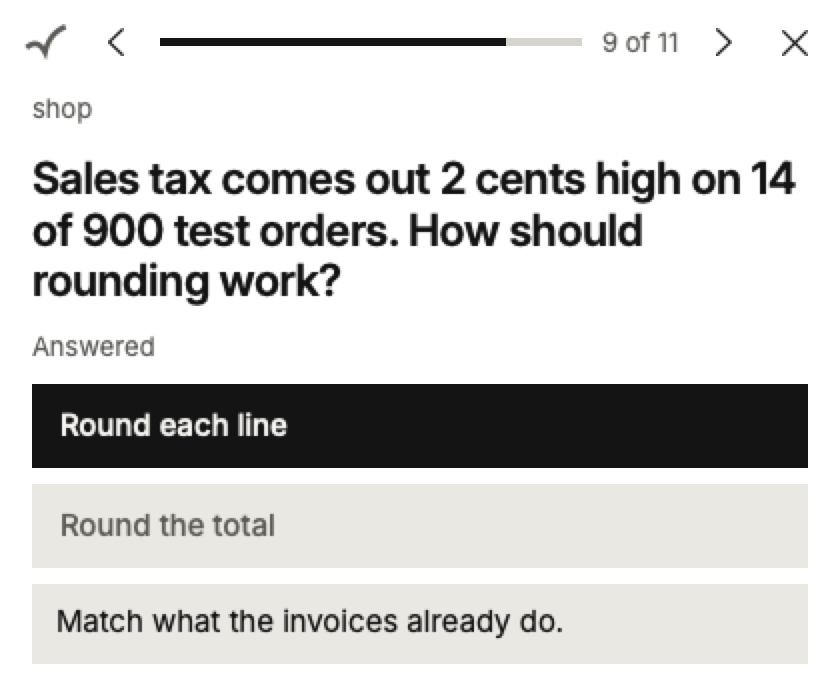 9 of 11
shop
Sales tax comes out 2 cents high on 14
of 900 test orders. How should
rounding work?
Answered
Round each line
Round the total
Match what the invoices already do.